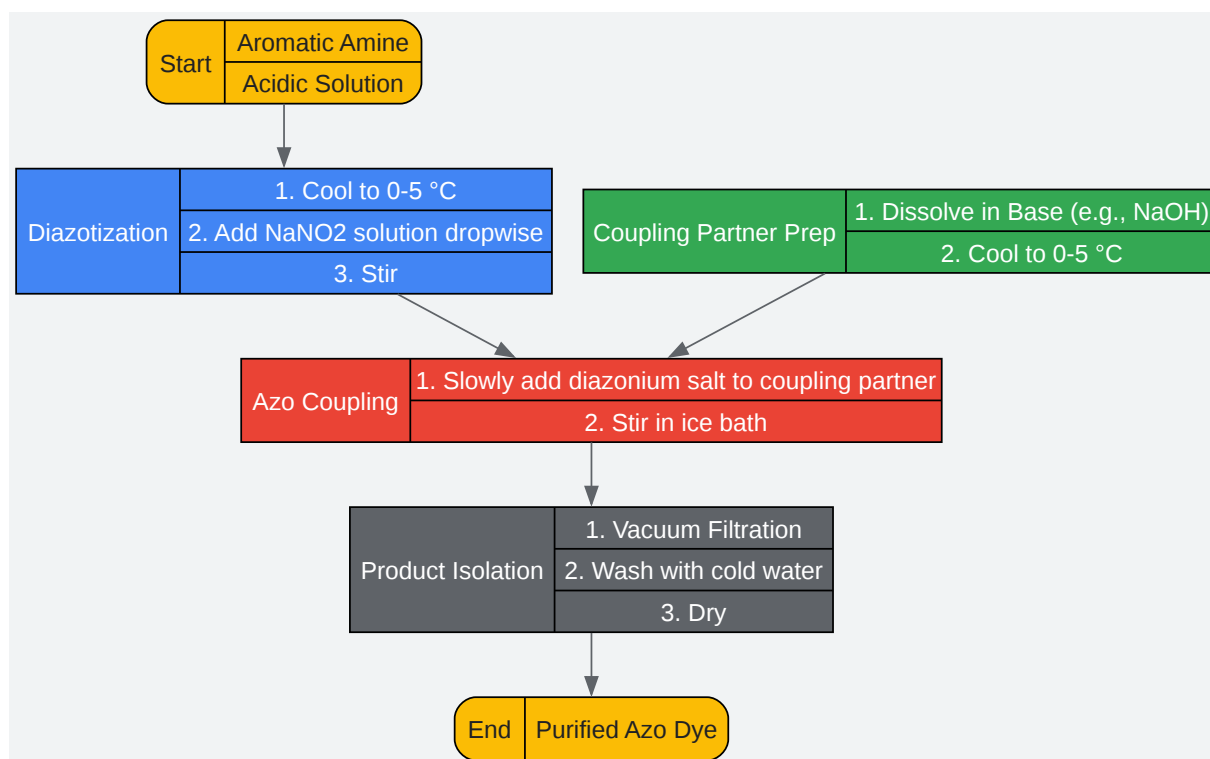 Start
Aromatic Amine
Acidic Solution
Diazotization
1. Cool to 0-5 °C
2. Add NaNO2 solution dropwise
3. Stir
Coupling Partner Prep
1. Dissolve in Base (e.g., NaOH)
2. Cool to 0-5 °C
Azo Coupling
1. Slowly add diazonium salt to coupling partner
2. Stir in ice bath
Product Isolation
1. Vacuum Filtration
2. Wash with cold water
3. Dry
End
Purified Azo Dye